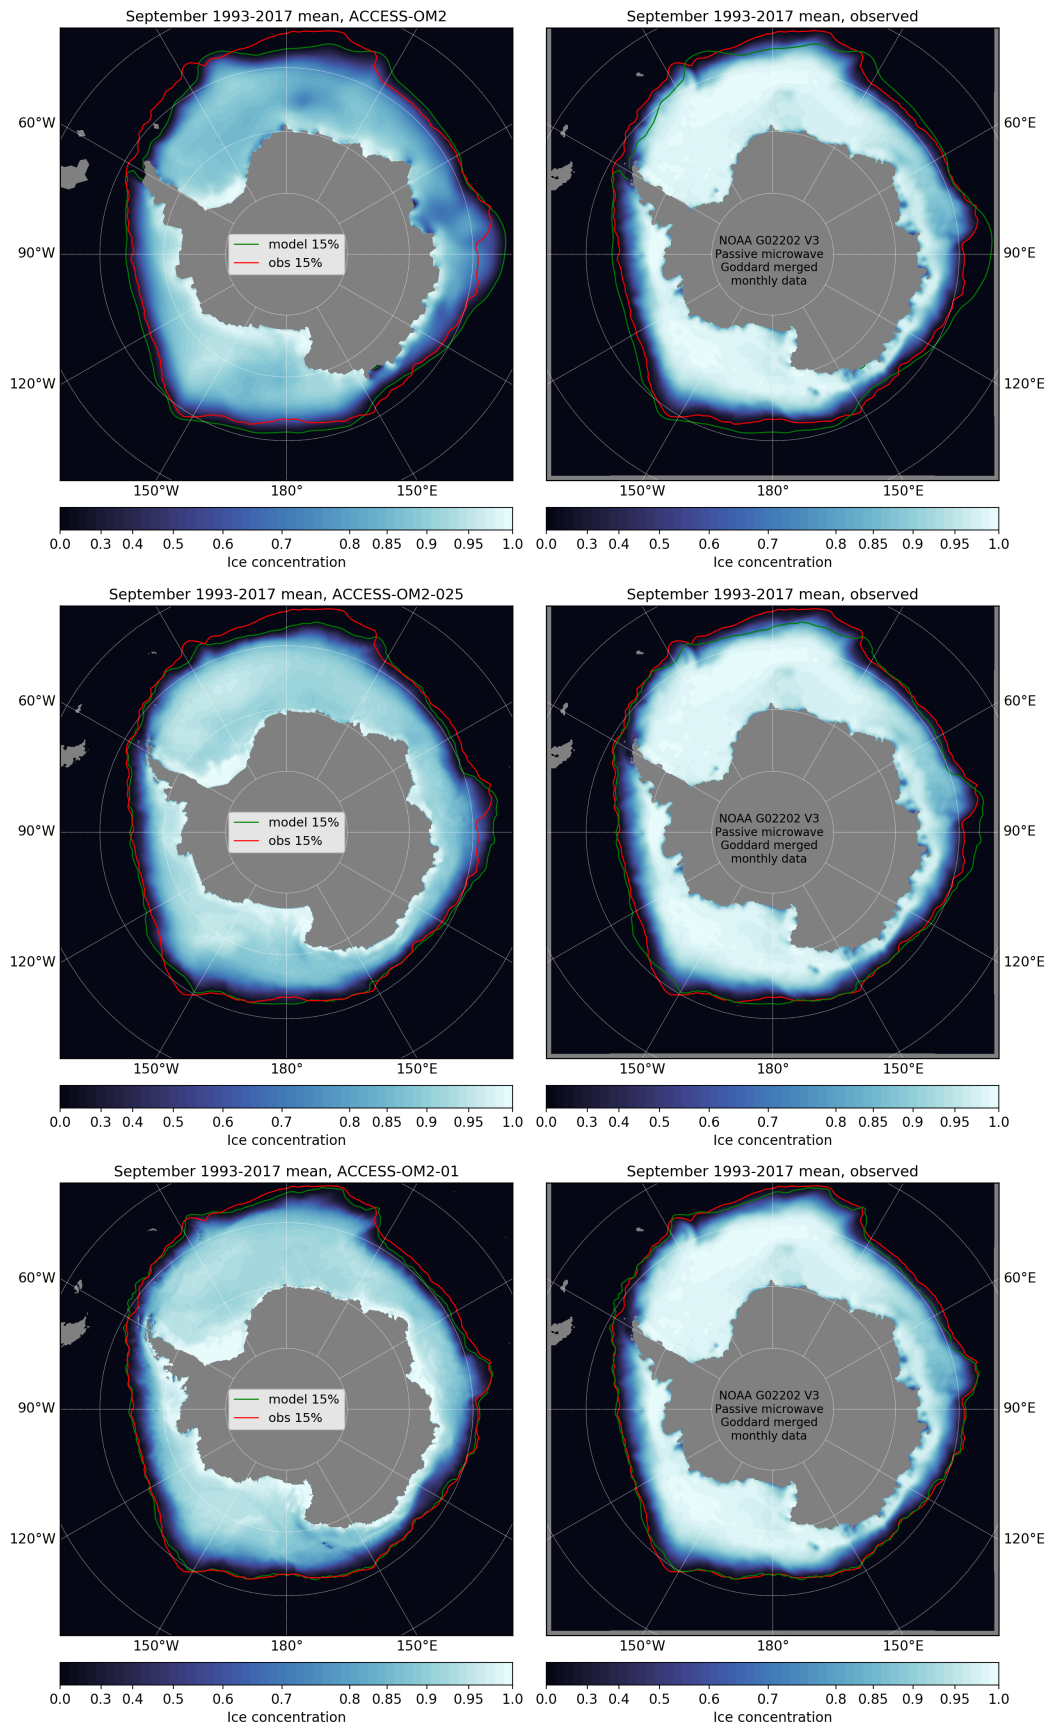 September 1993-2017 mean, ACCESS-OM2
September 1993-2017 mean, observed
60°W
90°W
120°W
model 15%
obs 15%
NOAA G02202 V3
Passive microwave
Goddard merged
monthly data
60°E
90°E
120°E
150°W 180° 150°E
150°W 180° 150°E
0.0 0.3 0.4 0.5 0.6 0.7 0.8 0.85 0.9 0.95 1.0
Ice concentration
0.0 0.3 0.4 0.5 0.6 0.7 0.8 0.85 0.9 0.95 1.0
Ice concentration
September 1993-2017 mean, ACCESS-OM2-025
September 1993-2017 mean, observed
60°W
90°W
120°W
model 15%
obs 15%
NOAA G02202 V3
Passive microwave
Goddard merged
monthly data
60°E
90°E
120°E
150°W 180° 150°E
150°W 180° 150°E
0.0 0.3 0.4 0.5 0.6 0.7 0.8 0.85 0.9 0.95 1.0
Ice concentration
0.0 0.3 0.4 0.5 0.6 0.7 0.8 0.85 0.9 0.95 1.0
Ice concentration
September 1993-2017 mean, ACCESS-OM2-01
September 1993-2017 mean, observed
60°W
90°W
120°W
model 15%
obs 15%
NOAA G02202 V3
Passive microwave
Goddard merged
monthly data
60°E
90°E
120°E
150°W 180° 150°E
150°W 180° 150°E
0.0 0.3 0.4 0.5 0.6 0.7 0.8 0.85 0.9 0.95 1.0
Ice concentration
0.0 0.3 0.4 0.5 0.6 0.7 0.8 0.85 0.9 0.95 1.0
Ice concentration